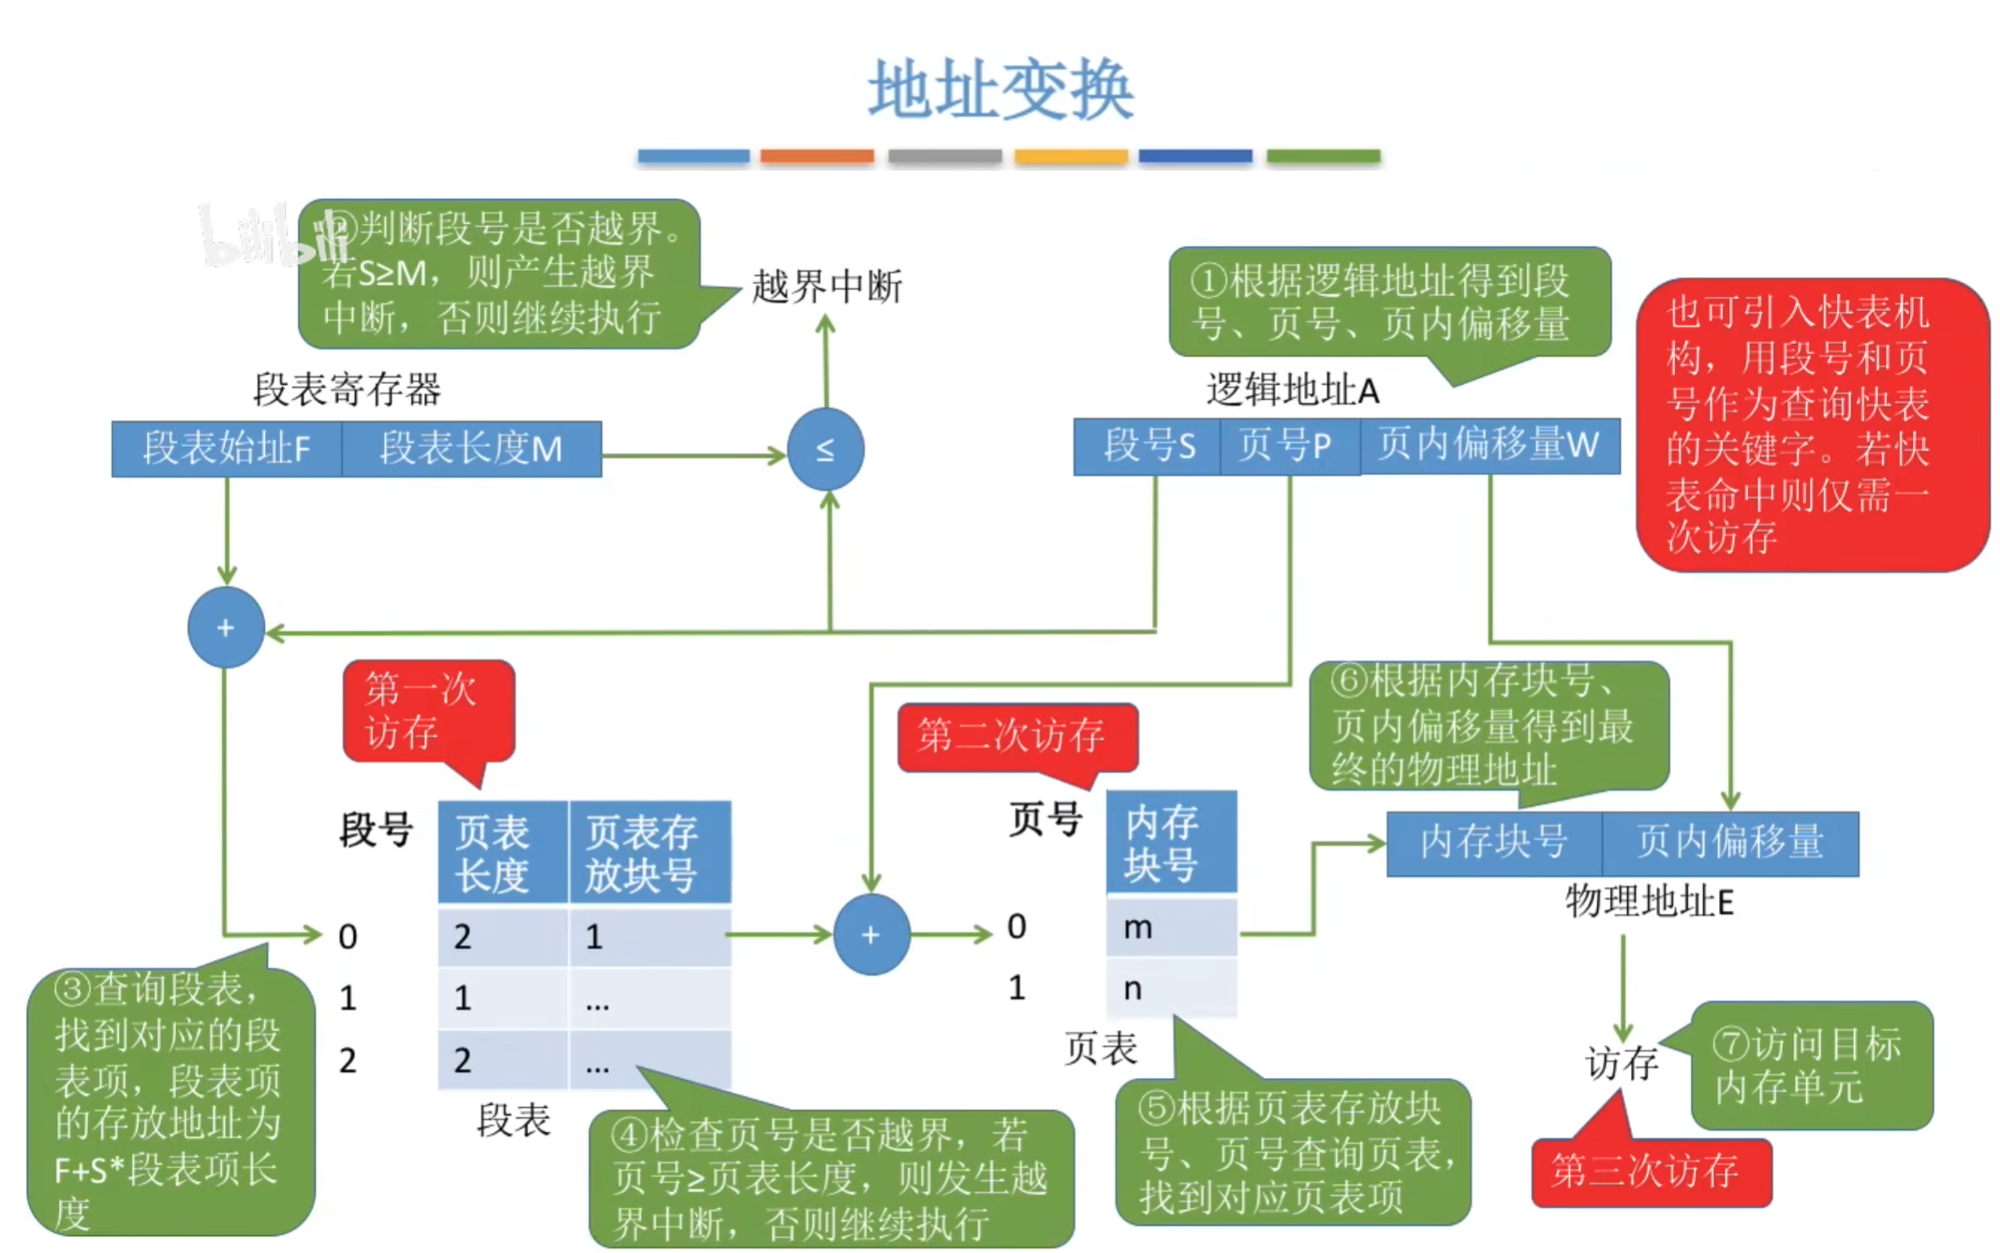 地址变换
bilibili
②判断段号是否越界。
若S≥M，则产生越界
中断，否则继续执行
越界中断
①根据逻辑地址得到段
号、页号、页内偏移量
也可引入快表机
构，用段号和页
号作为查询快表
的关键字。若快
表命中则仅需一
次访存
段表寄存器
段表始址F
段表长度M
≤
逻辑地址A
段号S
页号P
页内偏移量W
+
第一次
访存
第二次访存
⑥根据内存块号、
页内偏移量得到最
终的物理地址
段号
页表
长度
页表存
放块号
0
2
1
1
1
...
2
2
...
段表
+
页号
内存
块号
0
m
1
n
页表
内存块号
页内偏移量
物理地址E
③查询段表，
找到对应的段
表项，段表项
的存放地址为
F+S*段表项长
度
④检查页号是否越界，若
页号≥页表长度，则发生越
界中断，否则继续执行
⑤根据页表存放块
号、页号查询页表，
找到对应页表项
访存
⑦访问目标
内存单元
第三次访存